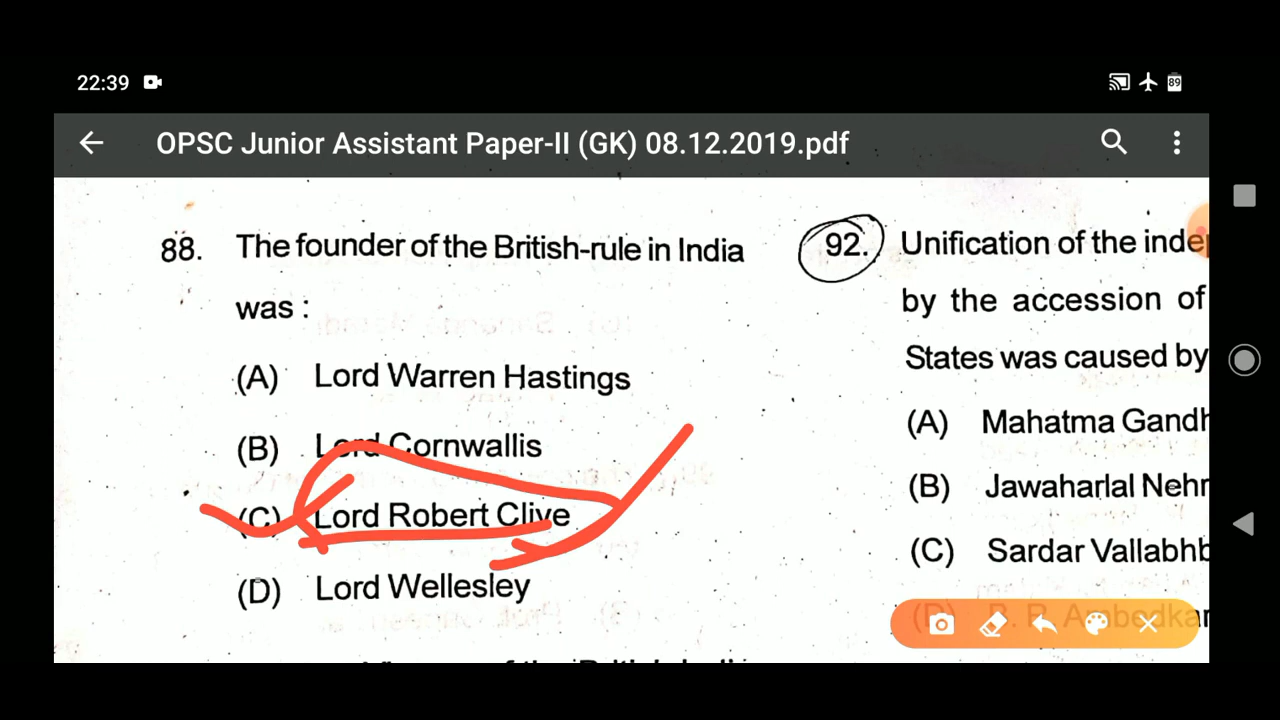 22:39
89
OPSC Junior Assistant Paper-II (GK) 08.12.2019.pdf
88. The founder of the British-rule in India
was :
(A) Lord Warren Hastings
(B) Lord Cornwallis
(C) Lord Robert Clive
(D) Lord Wellesley
92. Unification of the inde
by the accession of
States was caused by
(A) Mahatma Gandh
(B) Jawaharlal Nehr
(C) Sardar Vallabhb
(D) B. R. Ambedkar